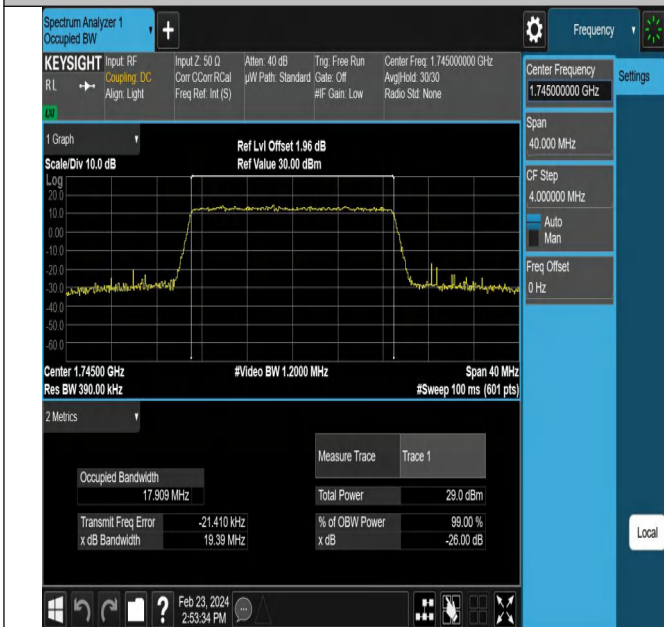 Spectrum Analyzer 1
Occupied BW
Frequency
KEYSIGHT
RL
Input: RF
Coupling: DC
Align: Light
Input Z: 50 Ω
Corr CCorr RCal
Freq Ref: Int (S)
Atten: 40 dB
µW Path: Standard
Trig: Free Run
Gate: Off
#IF Gain: Low
Center Freq: 1.745000000 GHz
Avg|Hold: 30/30
Radio Std: None
Center Frequency
1.745000000 GHz
Settings
Span
40.000 MHz
CF Step
4.000000 MHz
Auto
Man
Freq Offset
0 Hz
Local
1 Graph
Scale/Div 10.0 dB
Ref Lvl Offset 1.96 dB
Ref Value 30.00 dBm
Log
20.0
10.0
0.00
-10.0
-20.0
-30.0
-40.0
-50.0
-60.0
Center 1.74500 GHz
#Video BW 1.2000 MHz
Span 40 MHz
Res BW 390.00 kHz
#Sweep 100 ms (601 pts)
2 Metrics
Measure Trace Trace 1
Occupied Bandwidth
17.909 MHz
Total Power 29.0 dBm
Transmit Freq Error -21.410 kHz
% of OBW Power 99.00 %
x dB Bandwidth 19.39 MHz
x dB -26.00 dB
?
Feb 23, 2024
2:53:34 PM